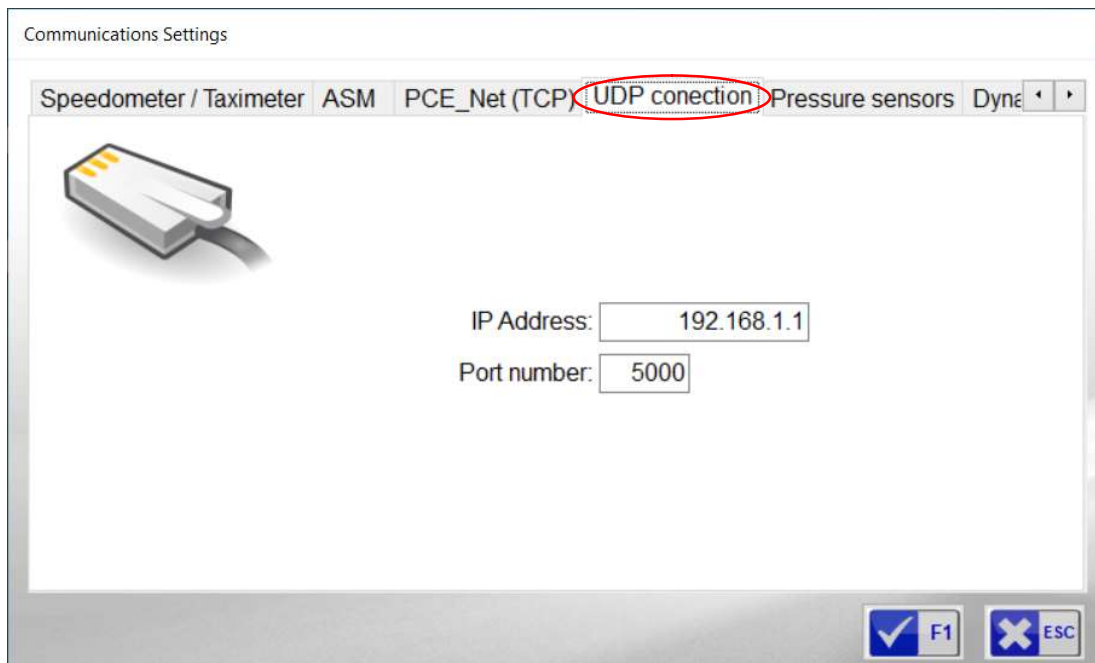 Communications Settings
Speedometer / Taximeter ASM PCE_Net (TCP) UDP conection Pressure sensors
IP Address: 192.168.1.1
Port number: 5000
F1 ESC